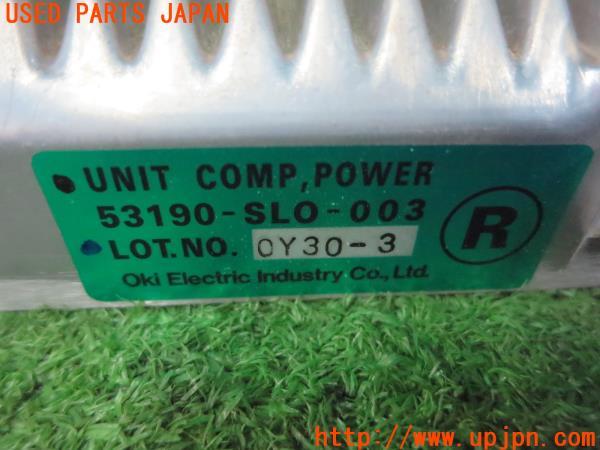 USED PARTS JAPAN
UNIT COMP, POWER
53190-SLO-003
R
LOT.NO. 0Y30-3
Oki Electric Industry Co., Ltd.
http://www.upjpn.com